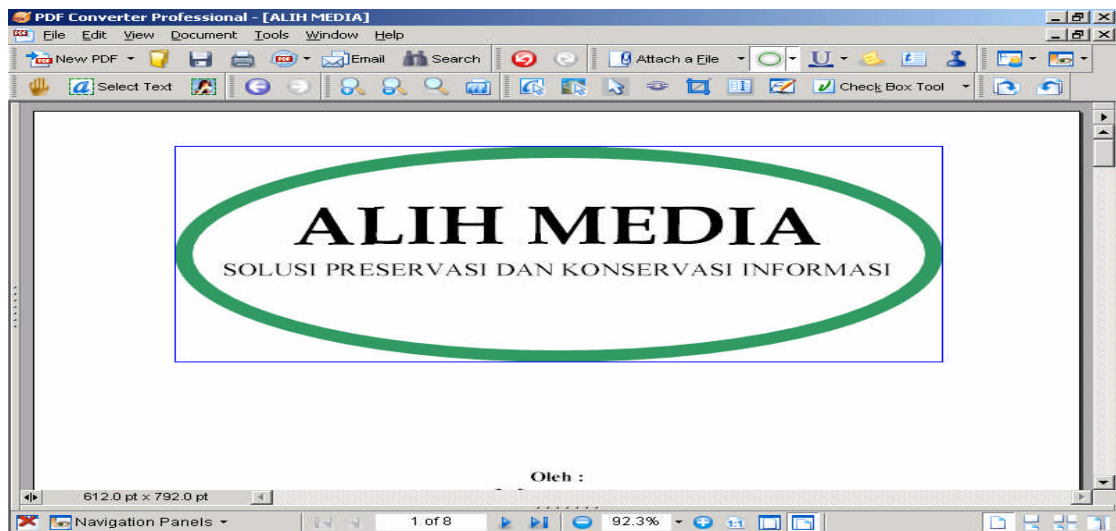 PDF Converter Professional - [ALIH MEDIA]
File Edit View Document Tools Window Help
New PDF Email Search Attach a File
Select Text Check Box Tool
ALIH MEDIA
SOLUSI PRESERVASI DAN KONSERVASI INFORMASI
Oleh :
612.0 pt × 792.0 pt
Navigation Panels 1 of 8 92.3%